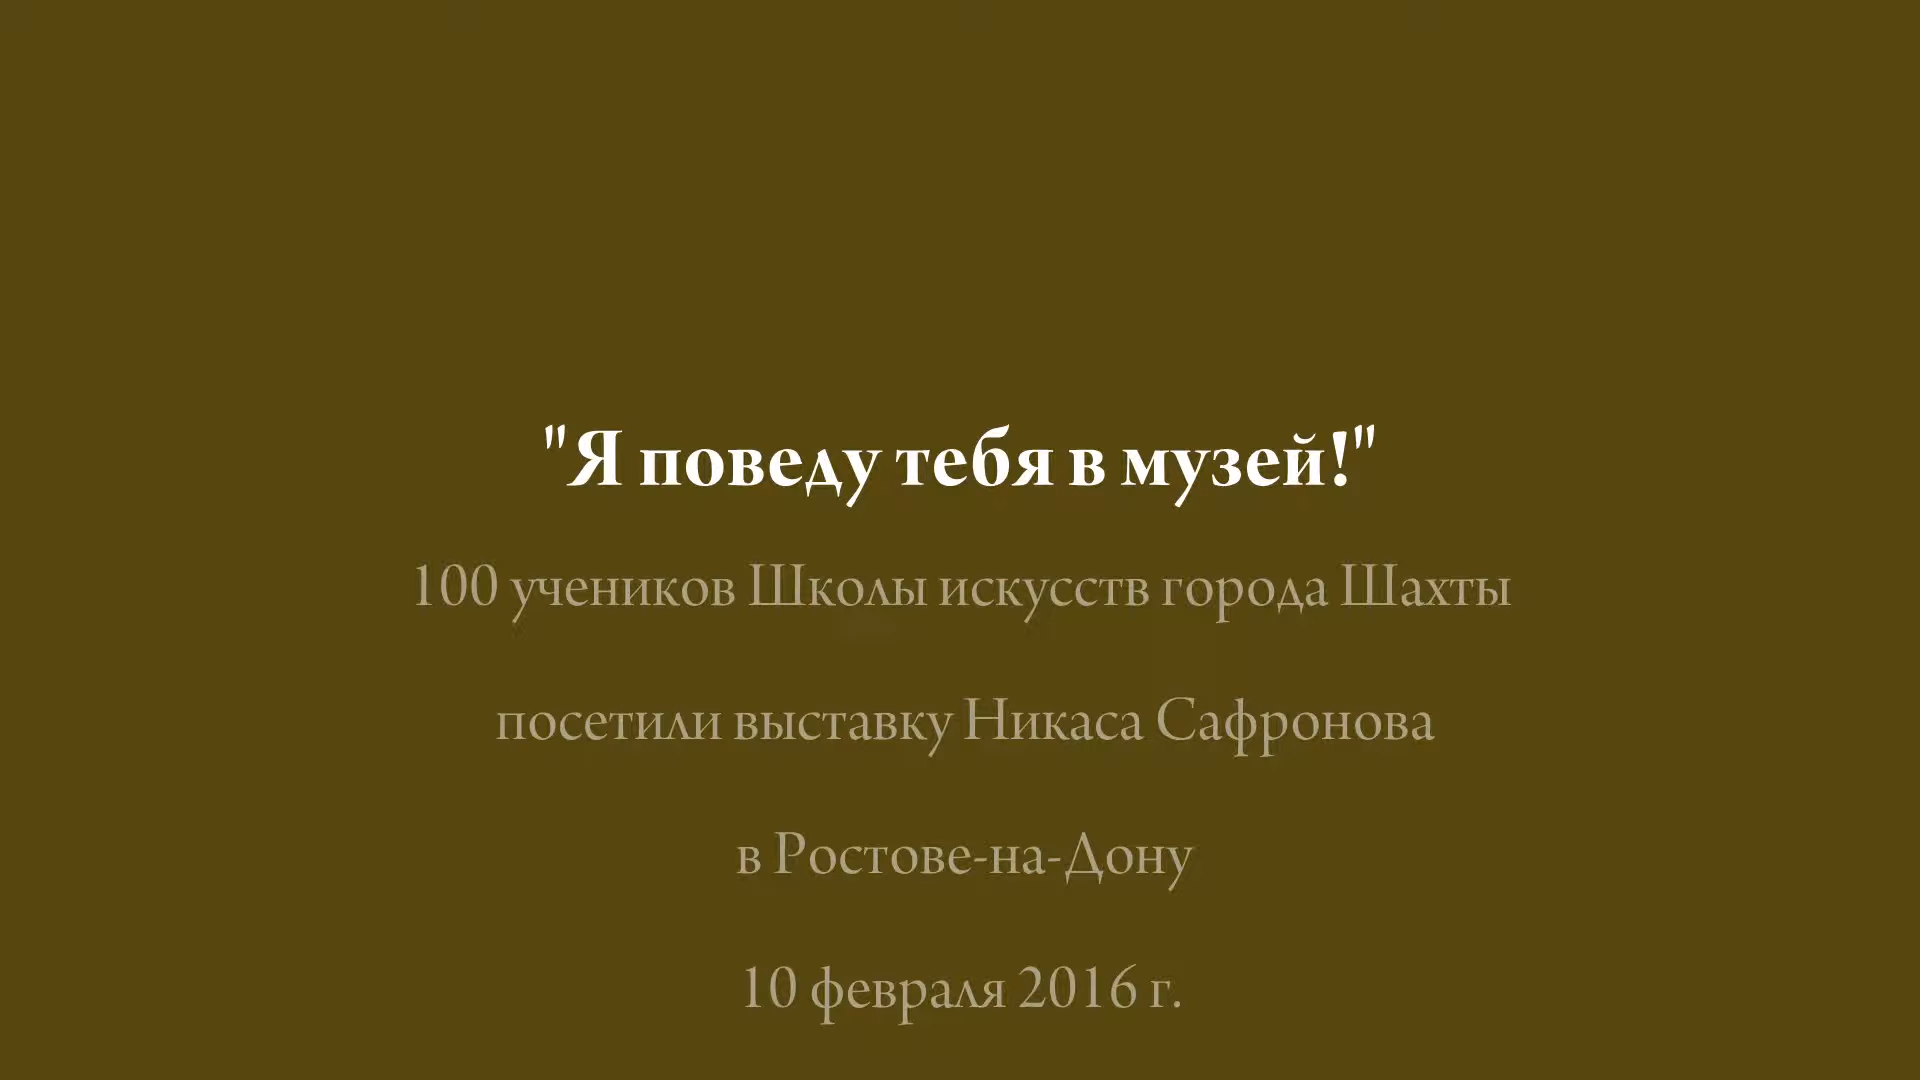 "Я поведу тебя в музей!"
100 учеников Школы искусств города Шахты
посетили выставку Никаса Сафронова
в Ростове-на-Дону
10 февраля 2016 г.